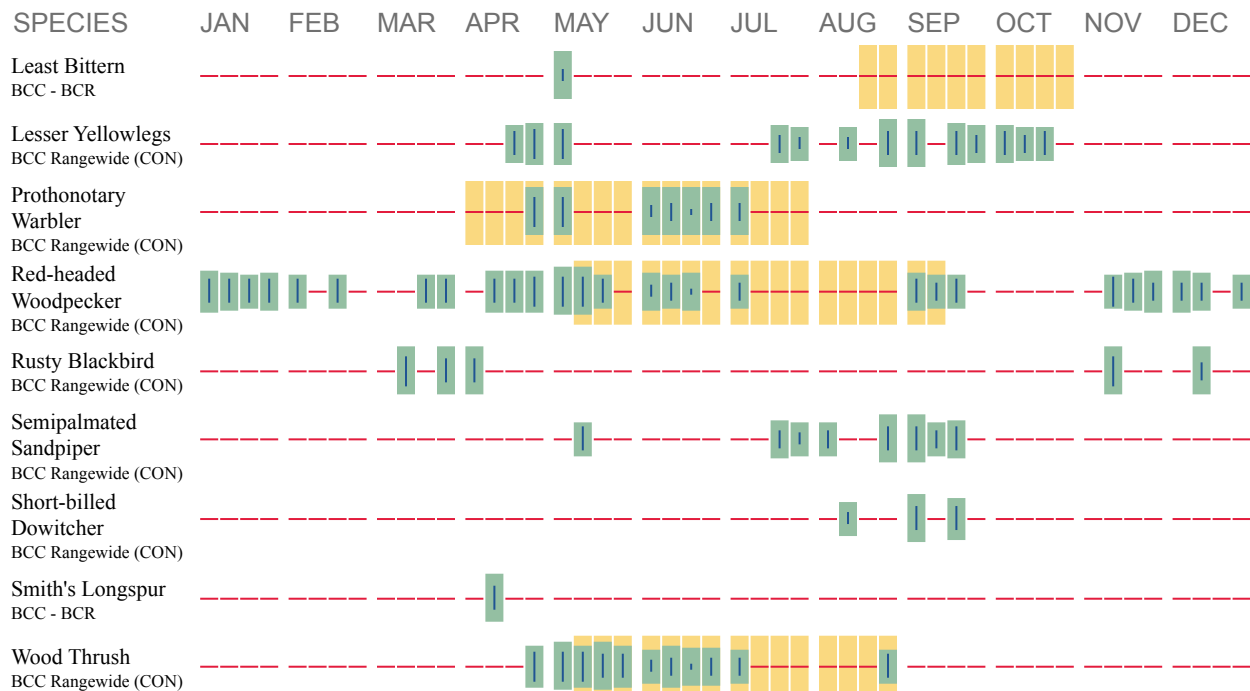 SPECIES JAN FEB MAR APR MAY JUN JUL AUG SEP OCT NOV DEC
Least Bittern
BCC - BCR
Lesser Yellowlegs
BCC Rangewide (CON)
Prothonotary
Warbler
BCC Rangewide (CON)
Red-headed
Woodpecker
BCC Rangewide (CON)
Rusty Blackbird
BCC Rangewide (CON)
Semipalmated
Sandpiper
BCC Rangewide (CON)
Short-billed
Dowitcher
BCC Rangewide (CON)
Smith's Longspur
BCC - BCR
Wood Thrush
BCC Rangewide (CON)